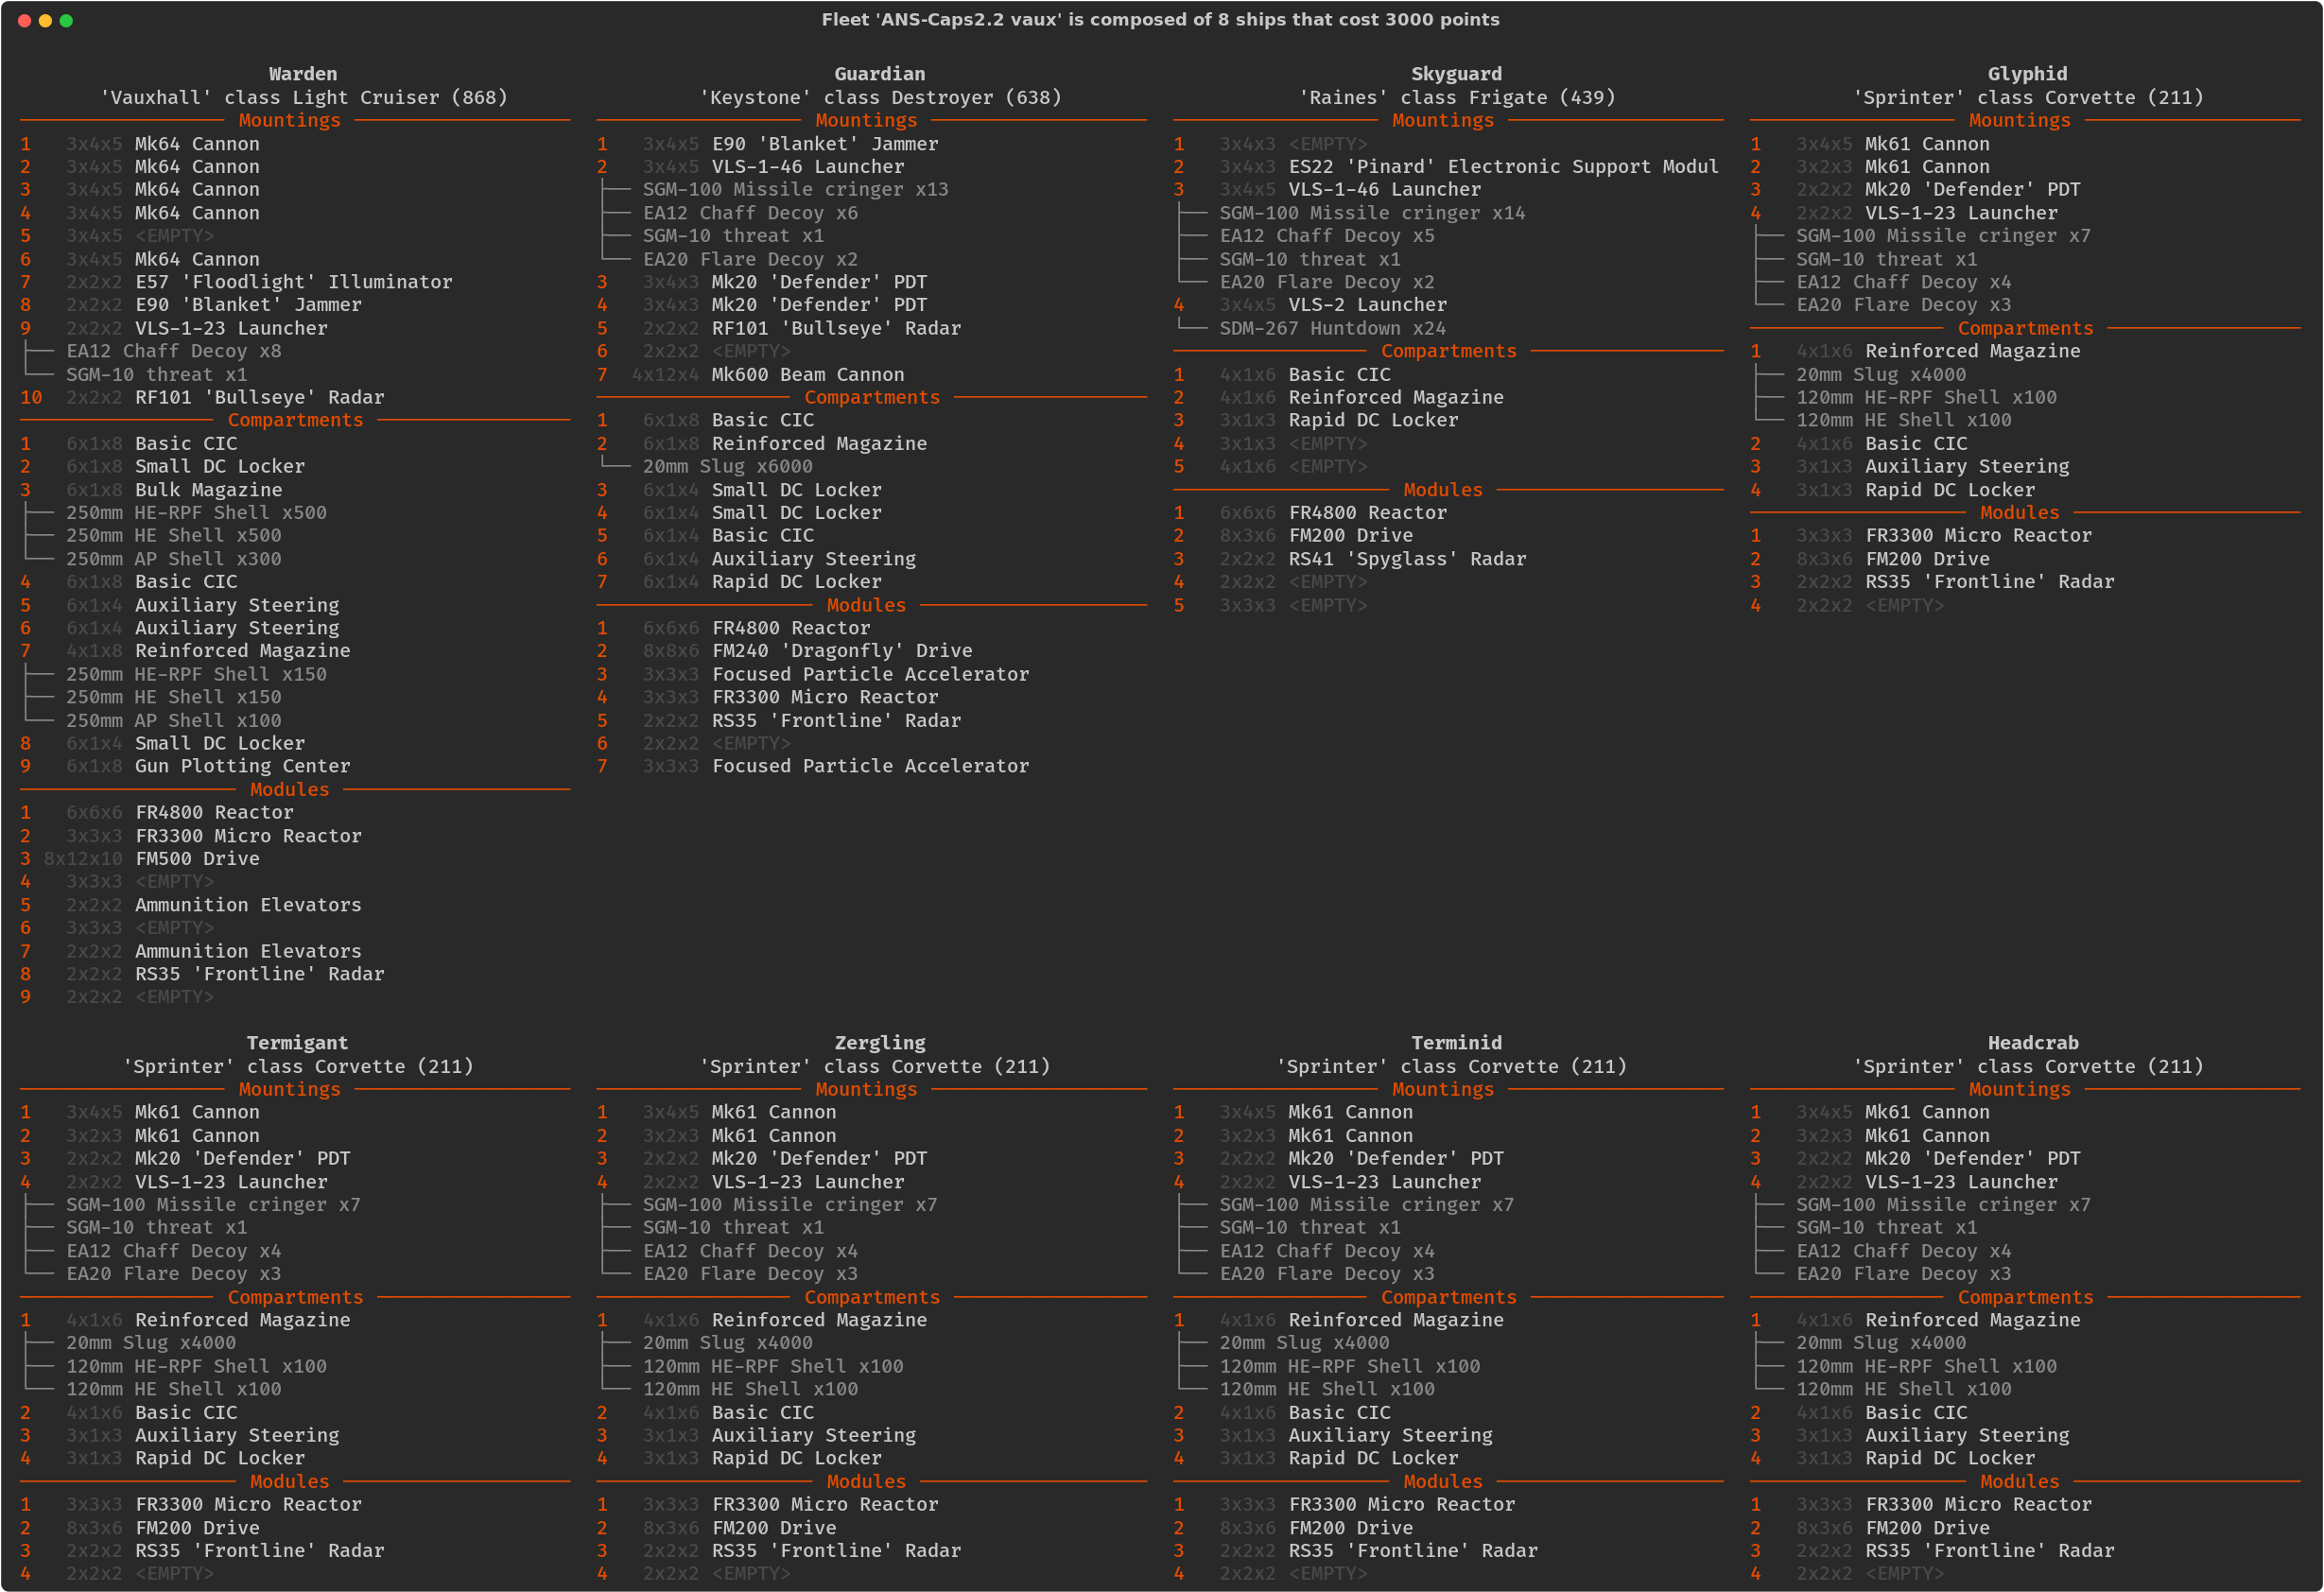 Fleet 'ANS-Caps2.2 vaux' is composed of 8 ships that cost 3000 points
Warden
'Vauxhall' class Light Cruiser (868)
Mountings
1 3x4x5 Mk64 Cannon
2 3x4x5 Mk64 Cannon
3 3x4x5 Mk64 Cannon
4 3x4x5 Mk64 Cannon
5 3x4x5 <EMPTY>
6 3x4x5 Mk64 Cannon
7 2x2x2 E57 'Floodlight' Illuminator
8 2x2x2 E90 'Blanket' Jammer
9 2x2x2 VLS-1-23 Launcher
EA12 Chaff Decoy x8
SGM-10 threat x1
10 2x2x2 RF101 'Bullseye' Radar
Compartments
1 6x1x8 Basic CIC
2 6x1x8 Small DC Locker
3 6x1x8 Bulk Magazine
250mm HE-RPF Shell x500
250mm HE Shell x500
250mm AP Shell x300
4 6x1x8 Basic CIC
5 6x1x4 Auxiliary Steering
6 6x1x4 Auxiliary Steering
7 4x1x8 Reinforced Magazine
250mm HE-RPF Shell x150
250mm HE Shell x150
250mm AP Shell x100
8 6x1x4 Small DC Locker
9 6x1x8 Gun Plotting Center
Modules
1 6x6x6 FR4800 Reactor
2 3x3x3 FR3300 Micro Reactor
3 8x12x10 FM500 Drive
4 3x3x3 <EMPTY>
5 2x2x2 Ammunition Elevators
6 3x3x3 <EMPTY>
7 2x2x2 Ammunition Elevators
8 2x2x2 RS35 'Frontline' Radar
9 2x2x2 <EMPTY>
Guardian
'Keystone' class Destroyer (638)
Mountings
1 3x4x5 E90 'Blanket' Jammer
2 3x4x5 VLS-1-46 Launcher
SGM-100 Missile cringer x13
EA12 Chaff Decoy x6
SGM-10 threat x1
EA20 Flare Decoy x2
3 3x4x3 Mk20 'Defender' PDT
4 3x4x3 Mk20 'Defender' PDT
5 2x2x2 RF101 'Bullseye' Radar
6 2x2x2 <EMPTY>
7 4x12x4 Mk600 Beam Cannon
Compartments
1 6x1x8 Basic CIC
2 6x1x8 Reinforced Magazine
20mm Slug x6000
3 6x1x4 Small DC Locker
4 6x1x4 Small DC Locker
5 6x1x4 Basic CIC
6 6x1x4 Auxiliary Steering
7 6x1x4 Rapid DC Locker
Modules
1 6x6x6 FR4800 Reactor
2 8x8x6 FM240 'Dragonfly' Drive
3 3x3x3 Focused Particle Accelerator
4 3x3x3 FR3300 Micro Reactor
5 2x2x2 RS35 'Frontline' Radar
6 2x2x2 <EMPTY>
7 3x3x3 Focused Particle Accelerator
Skyguard
'Raines' class Frigate (439)
Mountings
1 3x4x3 <EMPTY>
2 3x4x3 ES22 'Pinard' Electronic Support Modul
3 3x4x5 VLS-1-46 Launcher
SGM-100 Missile cringer x14
EA12 Chaff Decoy x5
SGM-10 threat x1
EA20 Flare Decoy x2
4 3x4x5 VLS-2 Launcher
SDM-267 Huntdown x24
Compartments
1 4x1x6 Basic CIC
2 4x1x6 Reinforced Magazine
3 3x1x3 Rapid DC Locker
4 3x1x3 <EMPTY>
5 4x1x6 <EMPTY>
Modules
1 6x6x6 FR4800 Reactor
2 8x3x6 FM200 Drive
3 2x2x2 RS41 'Spyglass' Radar
4 2x2x2 <EMPTY>
5 3x3x3 <EMPTY>
Glyphid
'Sprinter' class Corvette (211)
Mountings
1 3x4x5 Mk61 Cannon
2 3x2x3 Mk61 Cannon
3 2x2x2 Mk20 'Defender' PDT
4 2x2x2 VLS-1-23 Launcher
SGM-100 Missile cringer x7
SGM-10 threat x1
EA12 Chaff Decoy x4
EA20 Flare Decoy x3
Compartments
1 4x1x6 Reinforced Magazine
20mm Slug x4000
120mm HE-RPF Shell x100
120mm HE Shell x100
2 4x1x6 Basic CIC
3 3x1x3 Auxiliary Steering
4 3x1x3 Rapid DC Locker
Modules
1 3x3x3 FR3300 Micro Reactor
2 8x3x6 FM200 Drive
3 2x2x2 RS35 'Frontline' Radar
4 2x2x2 <EMPTY>
Termigant
'Sprinter' class Corvette (211)
Mountings
1 3x4x5 Mk61 Cannon
2 3x2x3 Mk61 Cannon
3 2x2x2 Mk20 'Defender' PDT
4 2x2x2 VLS-1-23 Launcher
SGM-100 Missile cringer x7
SGM-10 threat x1
EA12 Chaff Decoy x4
EA20 Flare Decoy x3
Compartments
1 4x1x6 Reinforced Magazine
20mm Slug x4000
120mm HE-RPF Shell x100
120mm HE Shell x100
2 4x1x6 Basic CIC
3 3x1x3 Auxiliary Steering
4 3x1x3 Rapid DC Locker
Modules
1 3x3x3 FR3300 Micro Reactor
2 8x3x6 FM200 Drive
3 2x2x2 RS35 'Frontline' Radar
4 2x2x2 <EMPTY>
Zergling
'Sprinter' class Corvette (211)
Mountings
1 3x4x5 Mk61 Cannon
2 3x2x3 Mk61 Cannon
3 2x2x2 Mk20 'Defender' PDT
4 2x2x2 VLS-1-23 Launcher
SGM-100 Missile cringer x7
SGM-10 threat x1
EA12 Chaff Decoy x4
EA20 Flare Decoy x3
Compartments
1 4x1x6 Reinforced Magazine
20mm Slug x4000
120mm HE-RPF Shell x100
120mm HE Shell x100
2 4x1x6 Basic CIC
3 3x1x3 Auxiliary Steering
4 3x1x3 Rapid DC Locker
Modules
1 3x3x3 FR3300 Micro Reactor
2 8x3x6 FM200 Drive
3 2x2x2 RS35 'Frontline' Radar
4 2x2x2 <EMPTY>
Terminid
'Sprinter' class Corvette (211)
Mountings
1 3x4x5 Mk61 Cannon
2 3x2x3 Mk61 Cannon
3 2x2x2 Mk20 'Defender' PDT
4 2x2x2 VLS-1-23 Launcher
SGM-100 Missile cringer x7
SGM-10 threat x1
EA12 Chaff Decoy x4
EA20 Flare Decoy x3
Compartments
1 4x1x6 Reinforced Magazine
20mm Slug x4000
120mm HE-RPF Shell x100
120mm HE Shell x100
2 4x1x6 Basic CIC
3 3x1x3 Auxiliary Steering
4 3x1x3 Rapid DC Locker
Modules
1 3x3x3 FR3300 Micro Reactor
2 8x3x6 FM200 Drive
3 2x2x2 RS35 'Frontline' Radar
4 2x2x2 <EMPTY>
Headcrab
'Sprinter' class Corvette (211)
Mountings
1 3x4x5 Mk61 Cannon
2 3x2x3 Mk61 Cannon
3 2x2x2 Mk20 'Defender' PDT
4 2x2x2 VLS-1-23 Launcher
SGM-100 Missile cringer x7
SGM-10 threat x1
EA12 Chaff Decoy x4
EA20 Flare Decoy x3
Compartments
1 4x1x6 Reinforced Magazine
20mm Slug x4000
120mm HE-RPF Shell x100
120mm HE Shell x100
2 4x1x6 Basic CIC
3 3x1x3 Auxiliary Steering
4 3x1x3 Rapid DC Locker
Modules
1 3x3x3 FR3300 Micro Reactor
2 8x3x6 FM200 Drive
3 2x2x2 RS35 'Frontline' Radar
4 2x2x2 <EMPTY>